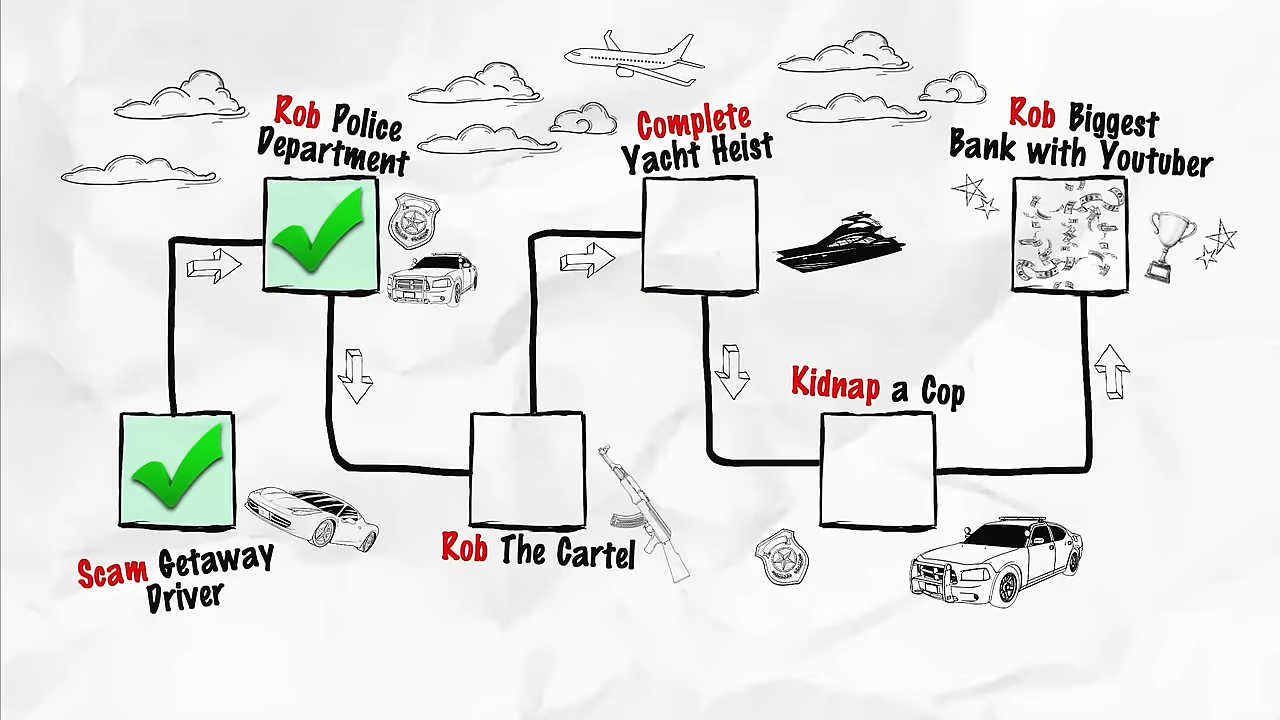 Rob Police
Department
Complete
Yacht Heist
Rob Biggest
Bank with Youtuber
Kidnap a Cop
Rob The Cartel
Scam Getaway
Driver